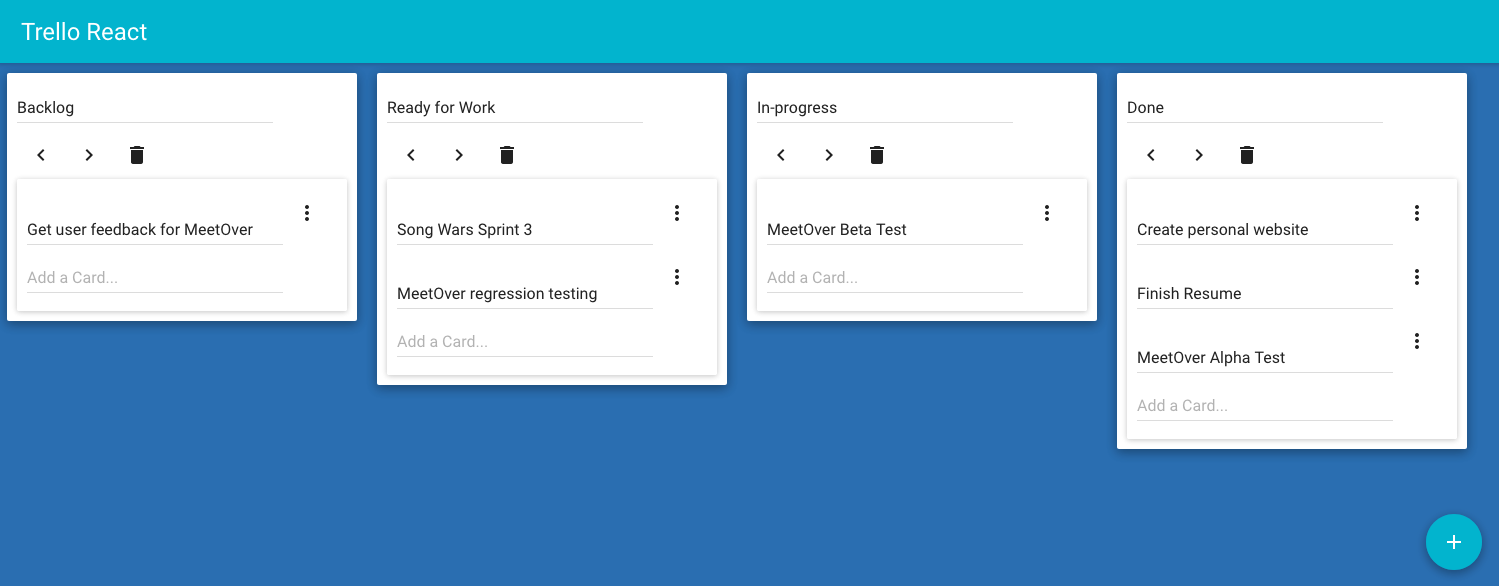 Trello React
Backlog
Get user feedback for MeetOver
Add a Card...
Ready for Work
Song Wars Sprint 3
MeetOver regression testing
Add a Card...
In-progress
MeetOver Beta Test
Add a Card...
Done
Create personal website
Finish Resume
MeetOver Alpha Test
Add a Card...